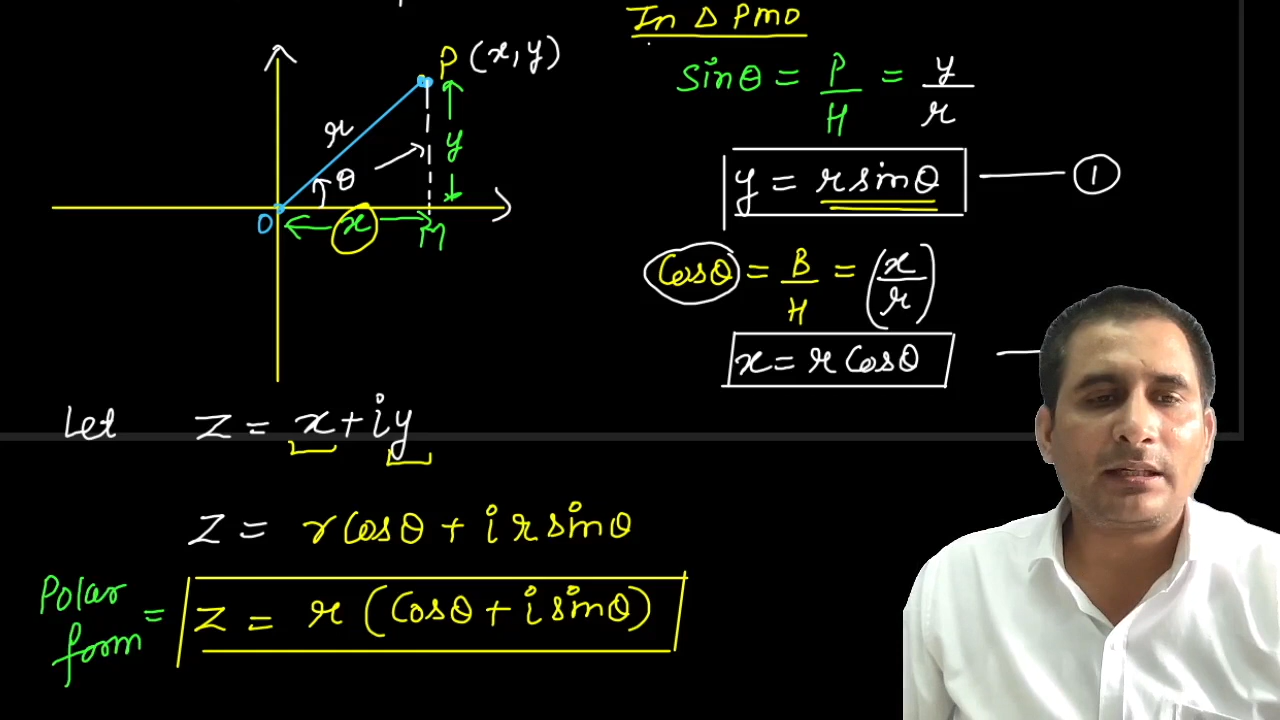 P (x, y)
r
θ
y
O
x
M
In Δ PMO
sinθ = P/H = y/r
y = r sinθ — ①
Cosθ = B/H = (x/r)
x = r Cosθ —
Let Z = x + iy
Z = r Cosθ + i r sinθ
Polar form = Z = r (Cosθ + i sinθ)